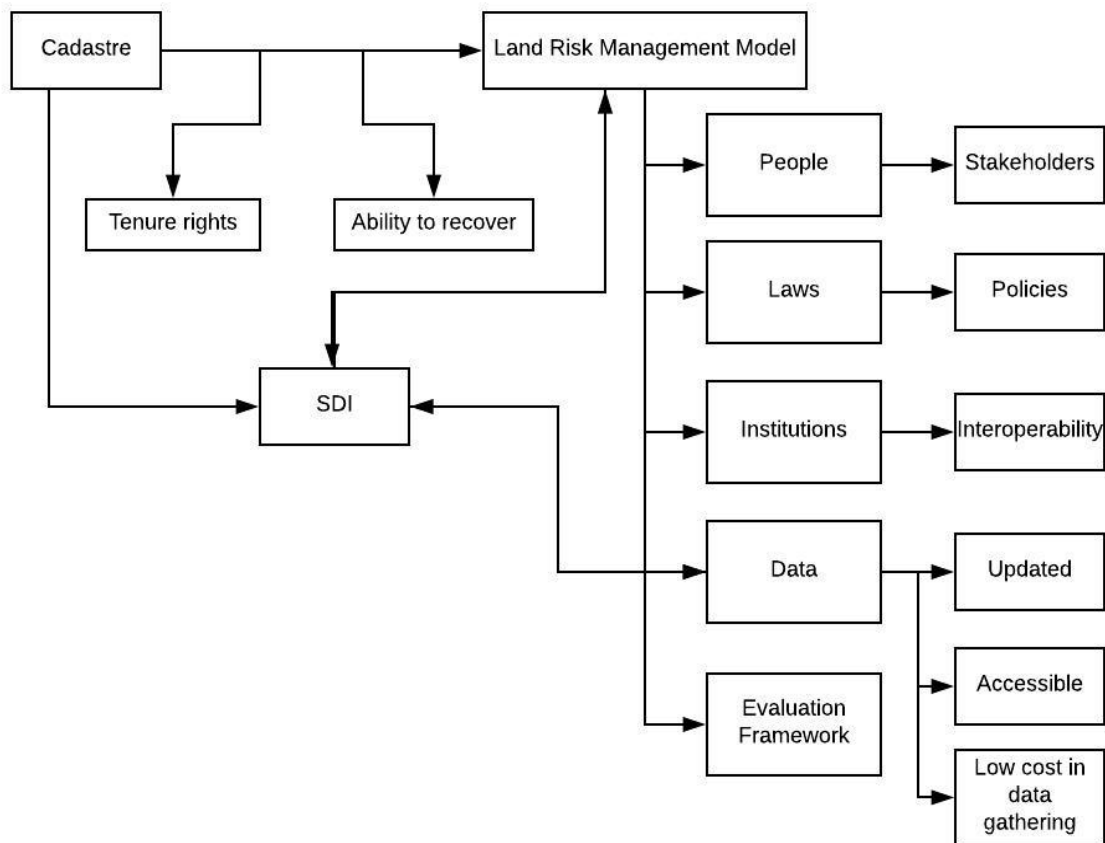 Cadastre
Land Risk Management Model
People
Stakeholders
Tenure rights
Ability to recover
Laws
Policies
SDI
Institutions
Interoperability
Data
Updated
Accessible
Evaluation
Framework
Low cost in
data
gathering